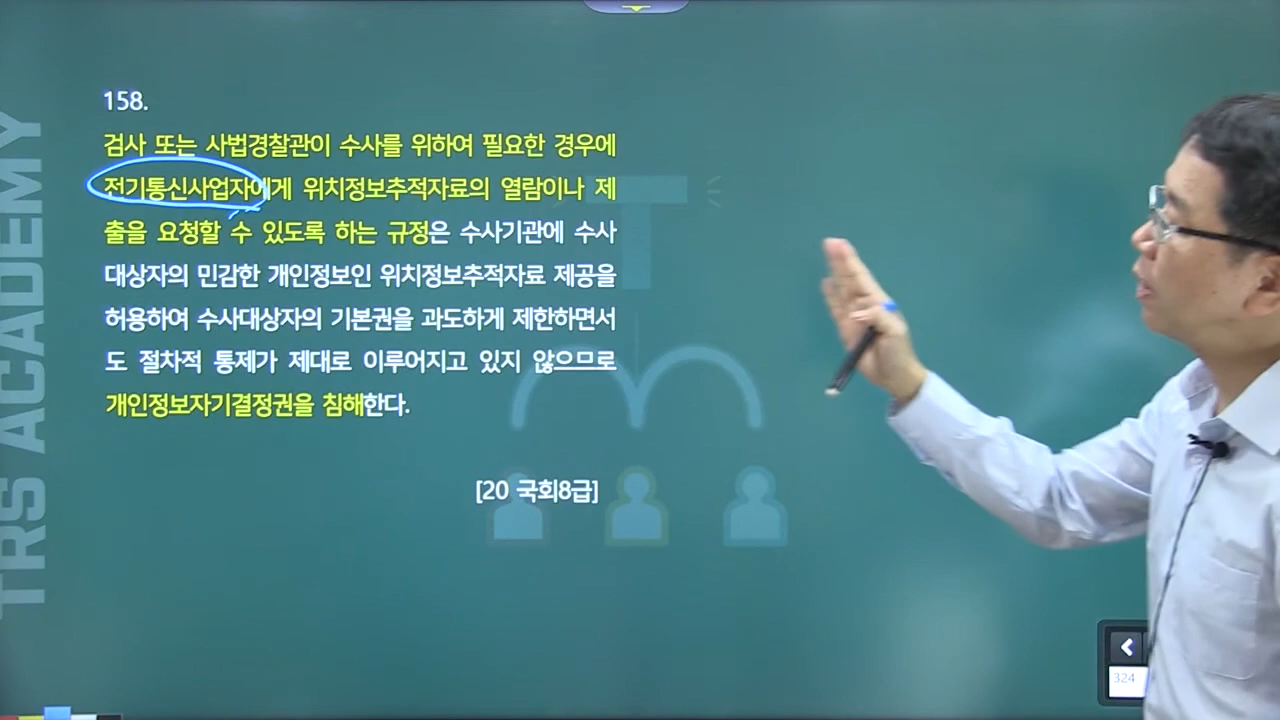 158.
검사 또는 사법경찰관이 수사를 위하여 필요한 경우에
전기통신사업자에게 위치정보추적자료의 열람이나 제
출을 요청할 수 있도록 하는 규정은 수사기관에 수사
대상자의 민감한 개인정보인 위치정보추적자료 제공을
허용하여 수사대상자의 기본권을 과도하게 제한하면서
도 절차적 통제가 제대로 이루어지고 있지 않으므로
개인정보자기결정권을 침해한다.
[20 국회8급]
TRS ACADEMY
324